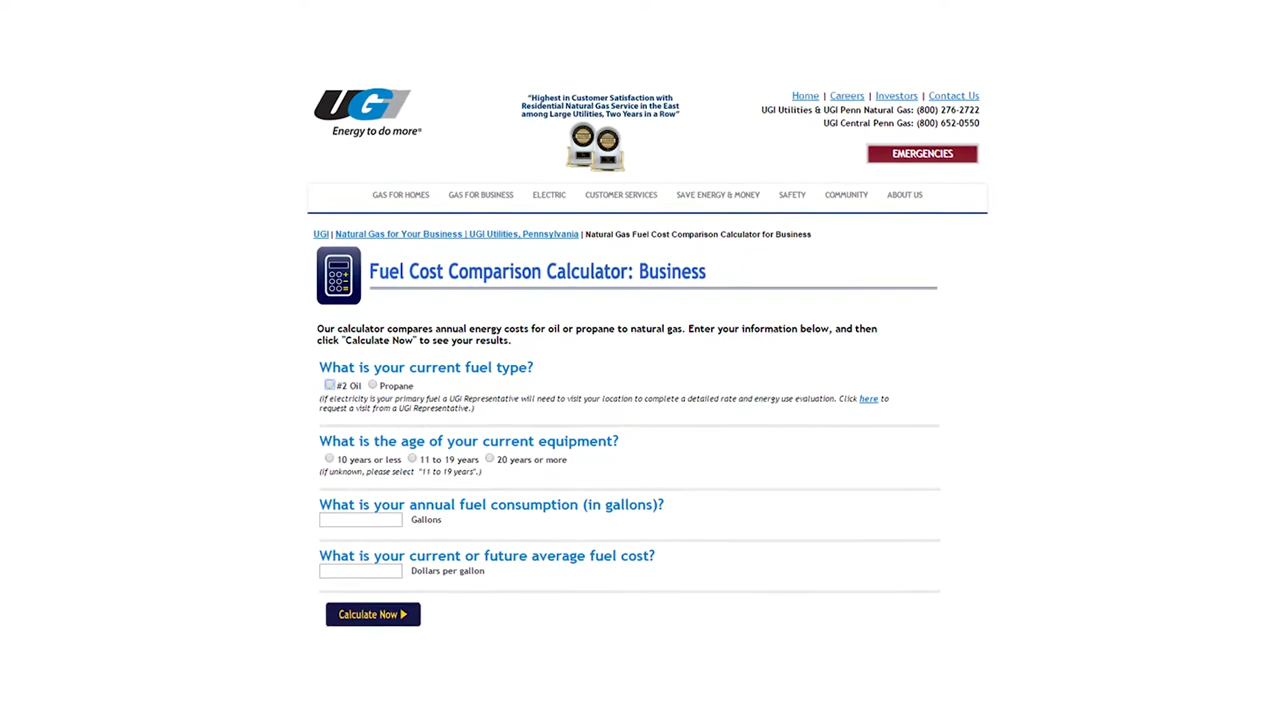 UGI
Energy to do more®
"Highest in Customer Satisfaction with
Residential Natural Gas Service in the East
among Large Utilities, Two Years in a Row"
Home | Careers | Investors | Contact Us
UGI Utilities & UGI Penn Natural Gas: (800) 276-2722
UGI Central Penn Gas: (800) 652-0550
EMERGENCIES
GAS FOR HOMES GAS FOR BUSINESS ELECTRIC CUSTOMER SERVICES SAVE ENERGY & MONEY SAFETY COMMUNITY ABOUT US
UGI | Natural Gas for Your Business | UGI Utilities, Pennsylvania | Natural Gas Fuel Cost Comparison Calculator for Business
Fuel Cost Comparison Calculator: Business
Our calculator compares annual energy costs for oil or propane to natural gas. Enter your information below, and then
click "Calculate Now" to see your results.
What is your current fuel type?
#2 Oil Propane
(If electricity is your primary fuel a UGI Representative will need to visit your location to complete a detailed rate and energy use evaluation. Click here to
request a visit from a UGI Representative.)
What is the age of your current equipment?
10 years or less 11 to 19 years 20 years or more
(If unknown, please select "11 to 19 years".)
What is your annual fuel consumption (in gallons)?
Gallons
What is your current or future average fuel cost?
Dollars per gallon
Calculate Now